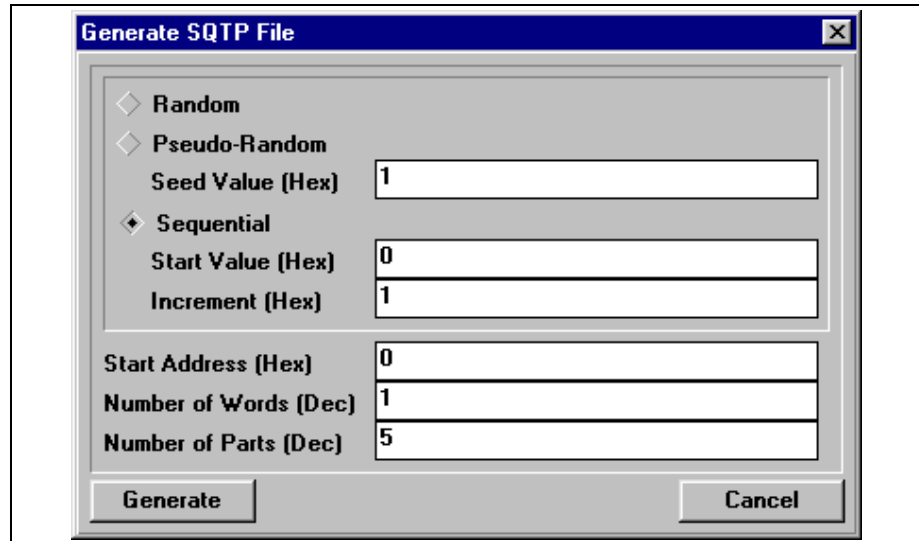 Generate SQTP File
Random
Pseudo-Random
Seed Value (Hex) 1
Sequential
Start Value (Hex) 0
Increment (Hex) 1
Start Address (Hex) 0
Number of Words (Dec) 1
Number of Parts (Dec) 5
Generate Cancel